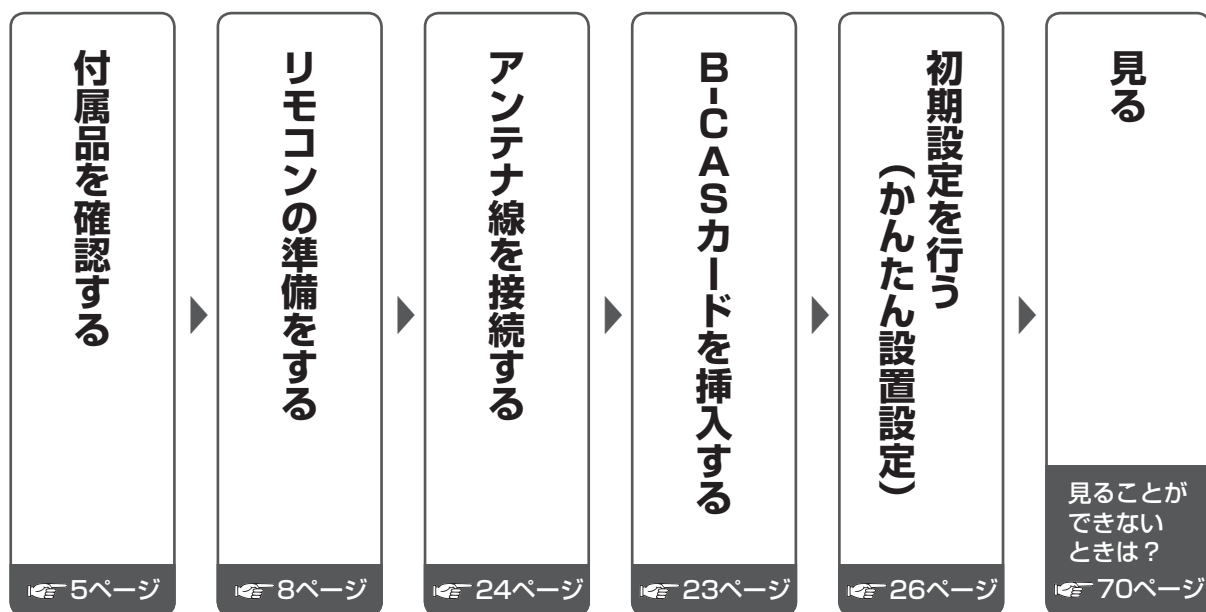 付属品を確認する
5ページ
リモコンの準備をする
8ページ
アンテナ線を接続する
24ページ
B-CASカードを挿入する
23ページ
初期設定を行う
（かんたん設置設定）
26ページ
見る
見ることが
できない
ときは？
70ページ